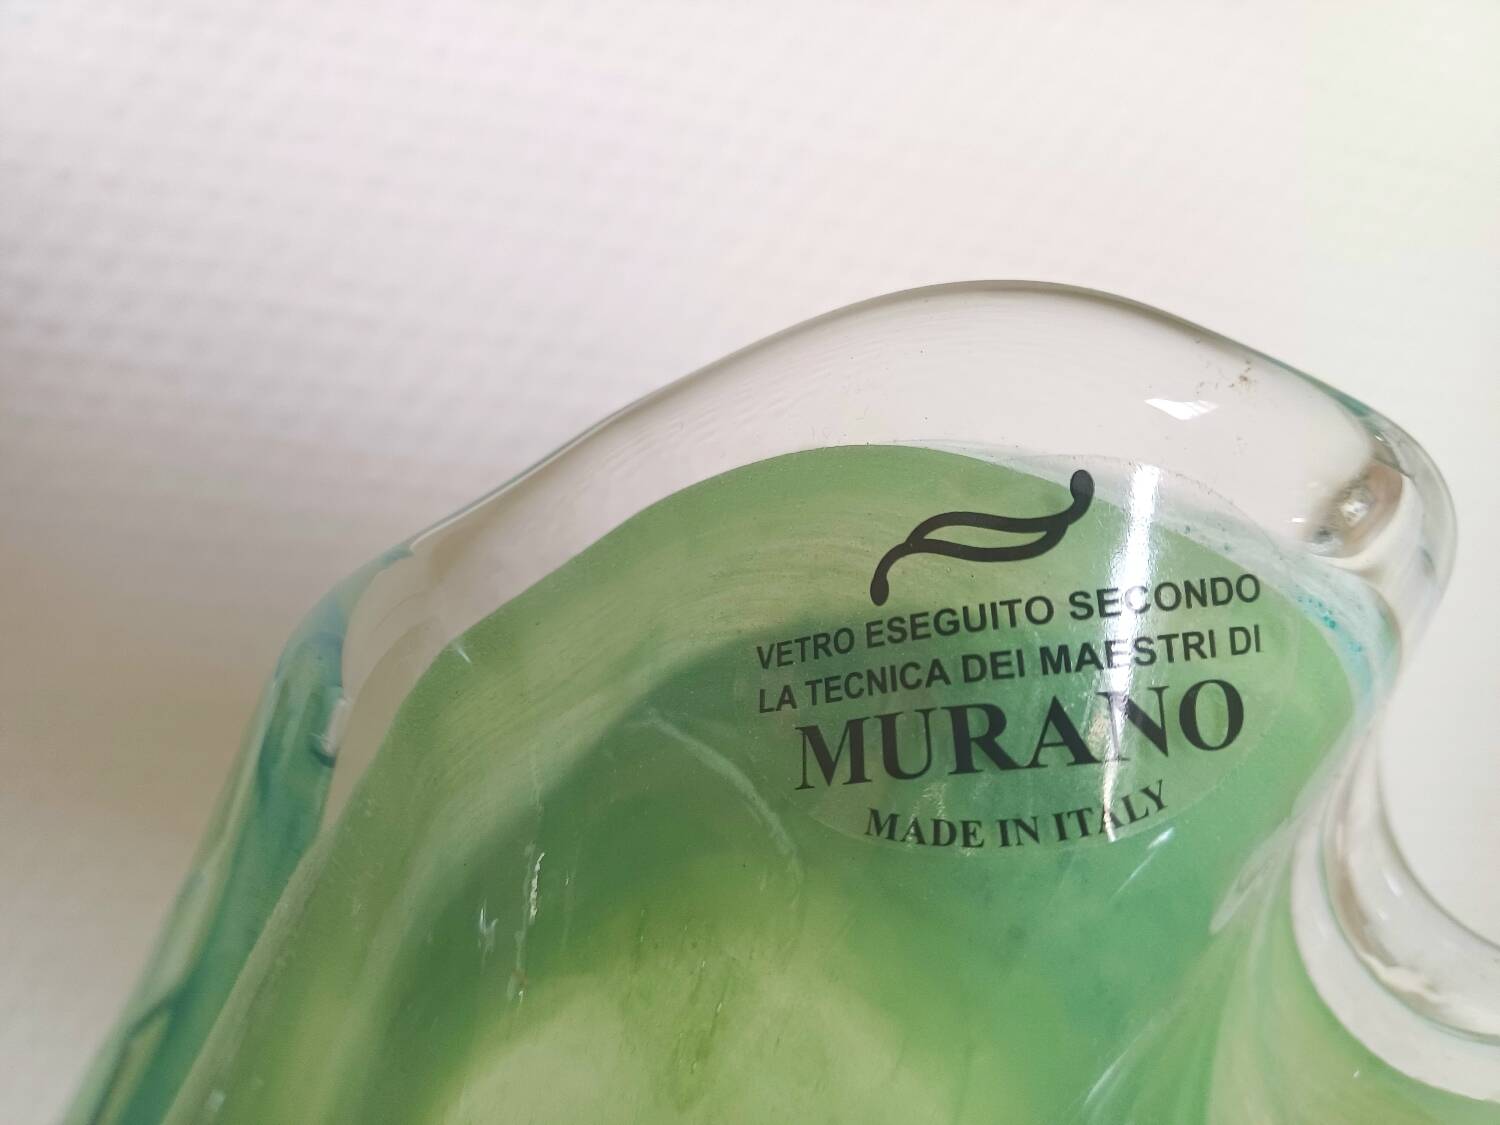 VETRO ESEGUITO SECONDO
LA TECNICA DEI MAESTRI DI
MURANO
MADE IN ITALY